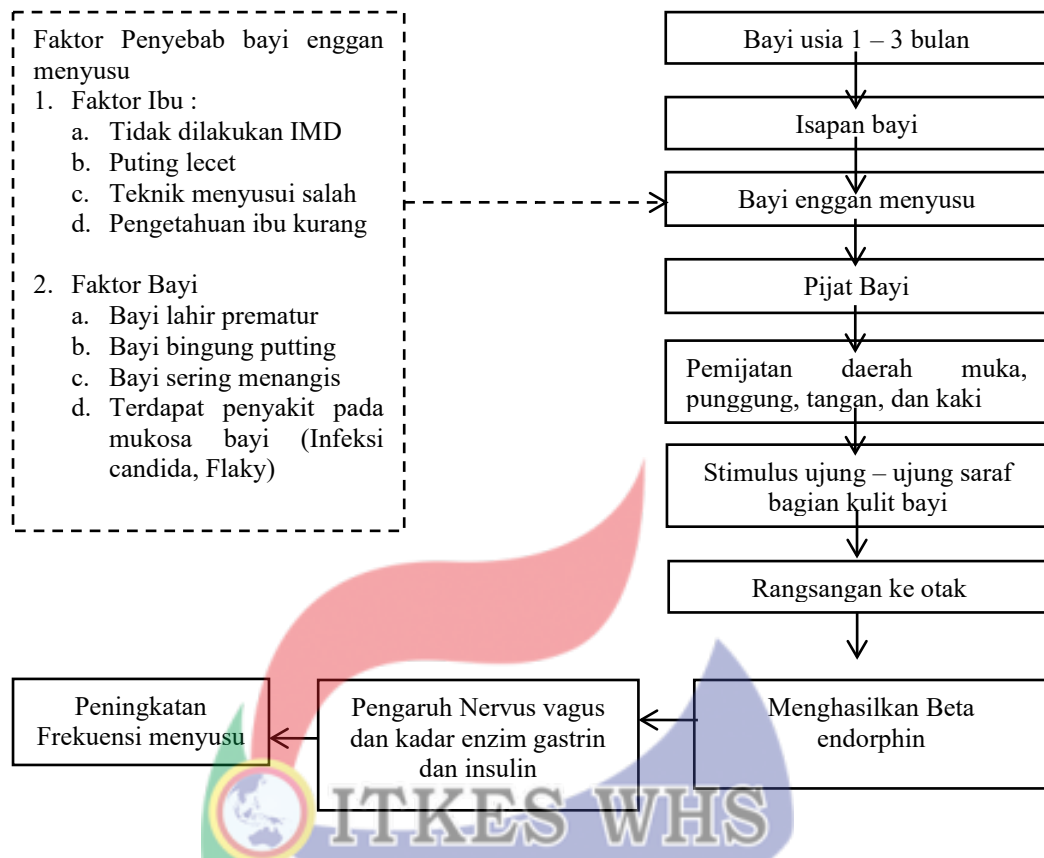 Faktor Penyebab bayi enggan
menyusu
1. Faktor Ibu :
a. Tidak dilakukan IMD
b. Puting lecet
c. Teknik menyusui salah
d. Pengetahuan ibu kurang
2. Faktor Bayi
a. Bayi lahir prematur
b. Bayi bingung putting
c. Bayi sering menangis
d. Terdapat penyakit pada
mukosa bayi (Infeksi
candida, Flaky)
Bayi usia 1 – 3 bulan
Isapan bayi
Bayi enggan menyusu
Pijat Bayi
Pemijatan daerah muka,
punggung, tangan, dan kaki
Stimulus ujung – ujung saraf
bagian kulit bayi
Rangsangan ke otak
Menghasilkan Beta
endorphin
Pengaruh Nervus vagus
dan kadar enzim gastrin
dan insulin
Peningkatan
Frekuensi menyusu
ITKES WHS